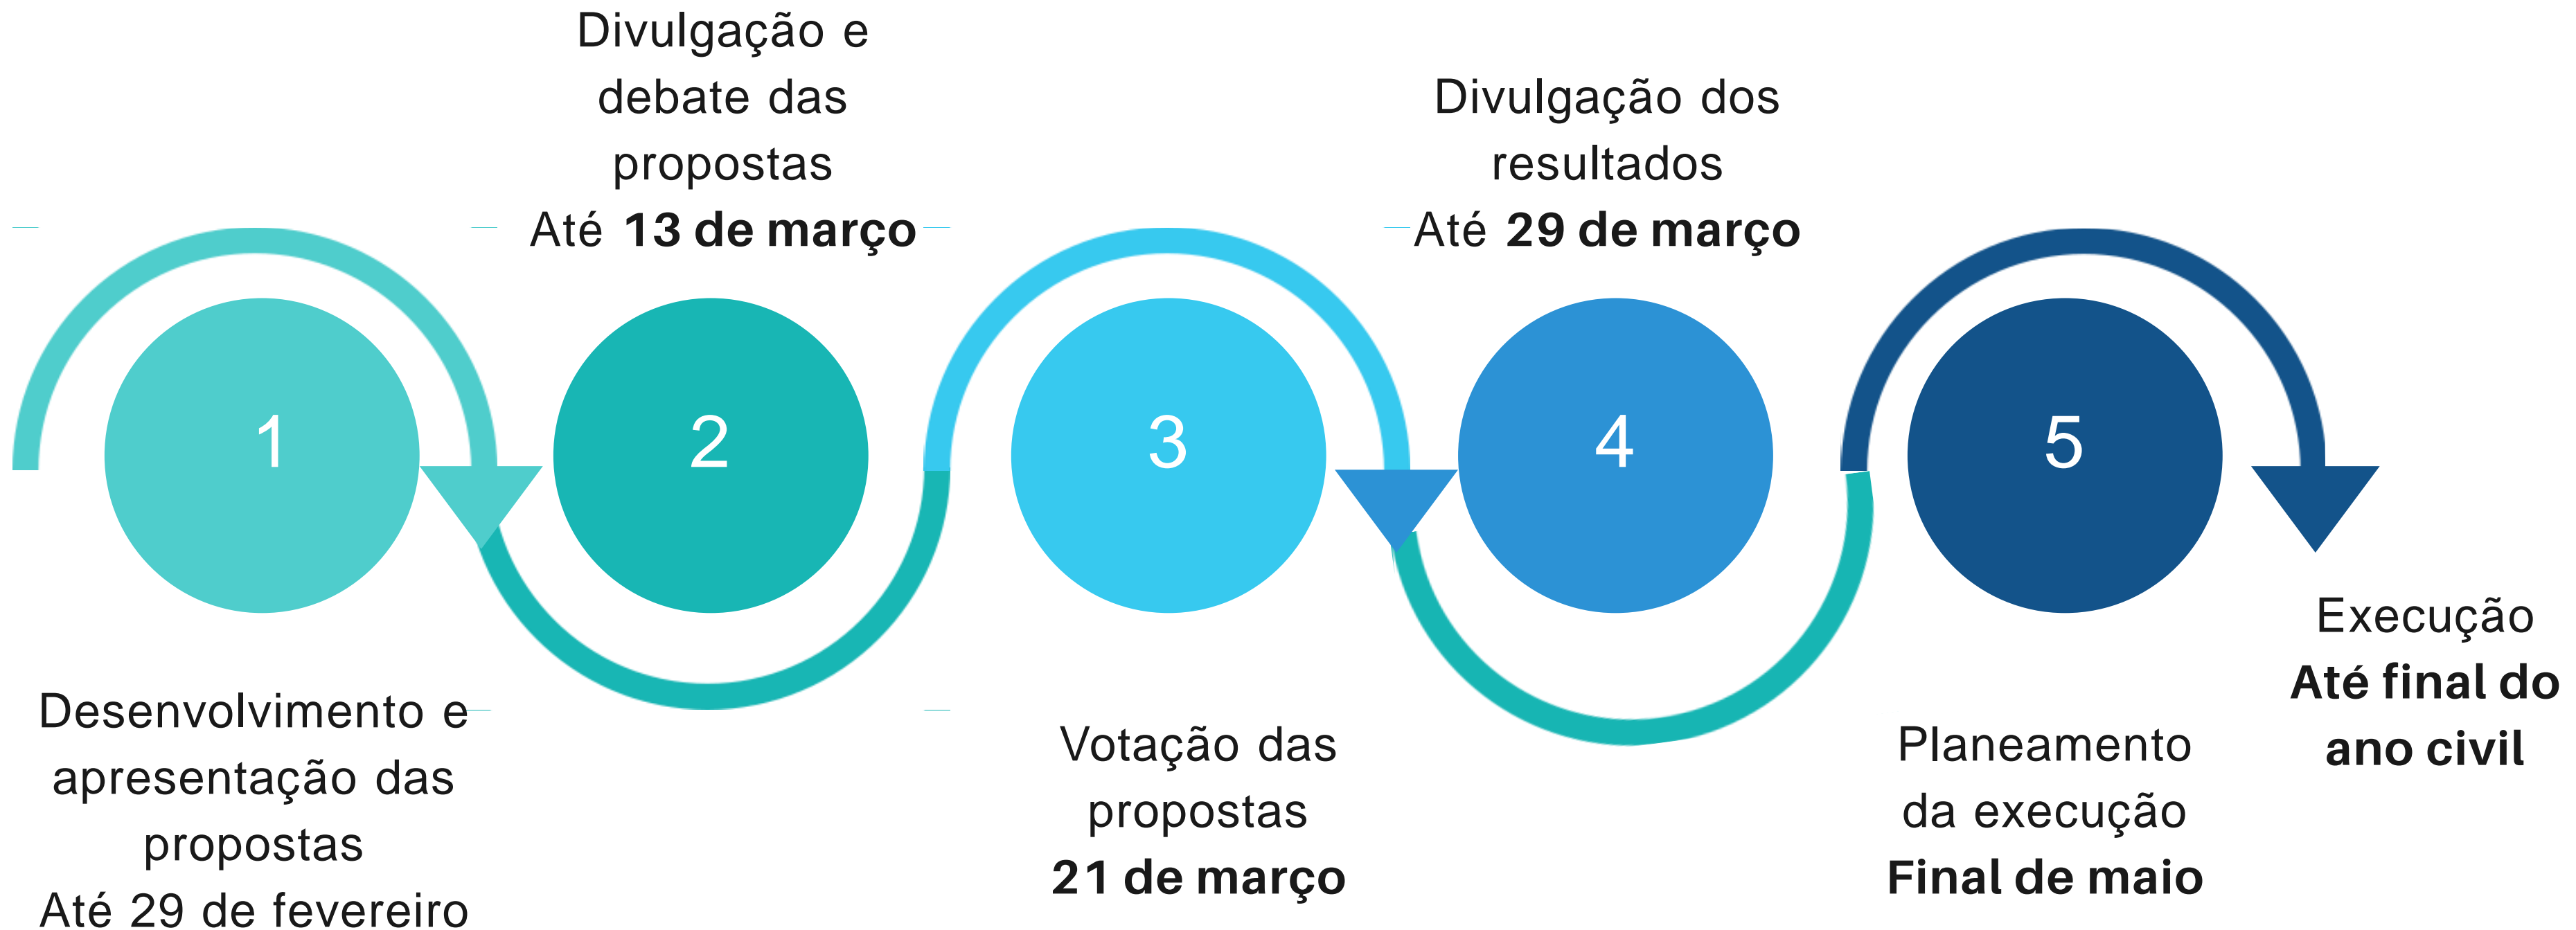 1
Desenvolvimento e
apresentação das
propostas
Até 29 de fevereiro
Divulgação e
debate das
propostas
Até 13 de março
2
3
Votação das
propostas
21 de março
Divulgação dos
resultados
Até 29 de março
4
5
Planeamento
da execução
Final de maio
Execução
Até final do
ano civil